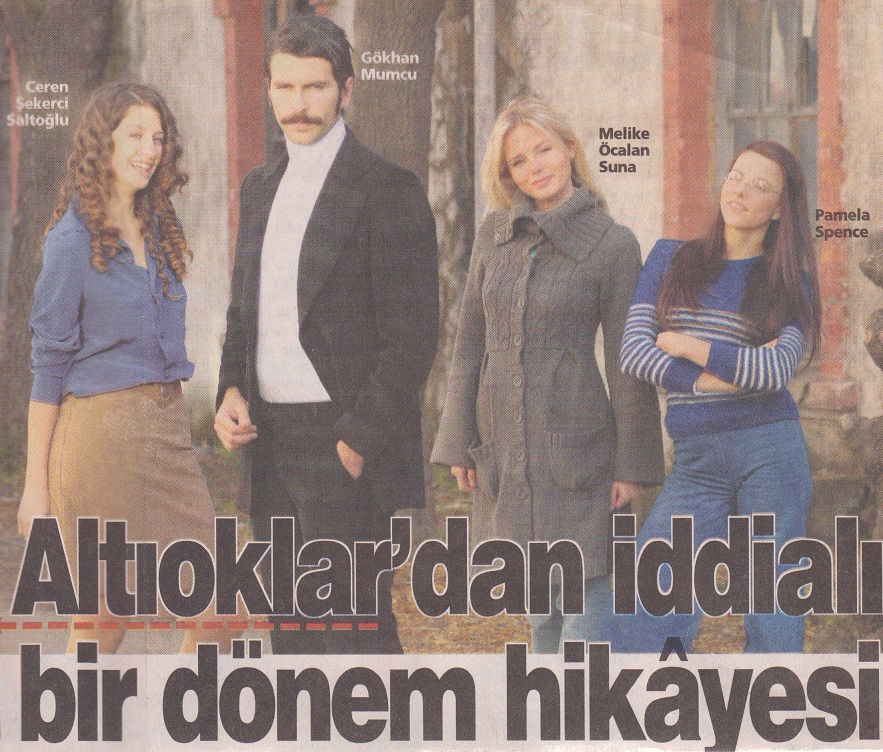 Ceren
Şekerci
Saltoğlu
Gökhan
Mumcu
Melike
Öcalan
Suna
Pamela
Spence
Altıoklar'dan iddialı
bir dönem hikâyesi